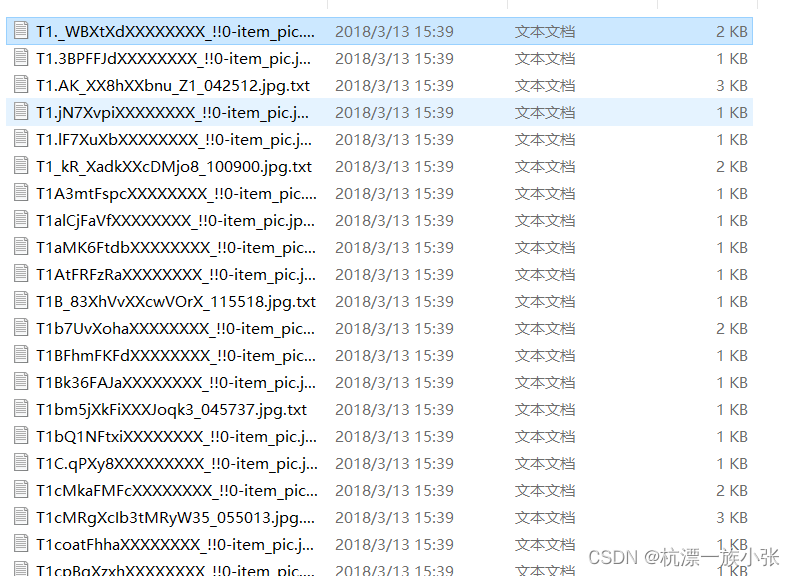 T1._WBXtXdXXXXXXXX_!!0-item_pic.... 2018/3/13 15:39 文本文档 2 KB
T1.3BPFFJdXXXXXXXX_!!0-item_pic.j... 2018/3/13 15:39 文本文档 1 KB
T1.AK_XX8hXXbnu_Z1_042512.jpg.txt 2018/3/13 15:39 文本文档 3 KB
T1.jN7XvpiXXXXXXXX_!!0-item_pic.j... 2018/3/13 15:39 文本文档 1 KB
T1.lF7XuXbXXXXXXXX_!!0-item_pic.j... 2018/3/13 15:39 文本文档 1 KB
T1_kR_XadkXXcDMjo8_100900.jpg.txt 2018/3/13 15:39 文本文档 2 KB
T1A3mtFspcXXXXXXXX_!!0-item_pic.... 2018/3/13 15:39 文本文档 1 KB
T1alCjFaVfXXXXXXXX_!!0-item_pic.jp... 2018/3/13 15:39 文本文档 1 KB
T1aMK6FtdbXXXXXXXX_!!0-item_pic... 2018/3/13 15:39 文本文档 1 KB
T1AtFRFzRaXXXXXXXX_!!0-item_pic.j... 2018/3/13 15:39 文本文档 1 KB
T1B_83XhVvXXcwVOrX_115518.jpg.txt 2018/3/13 15:39 文本文档 1 KB
T1b7UvXohaXXXXXXXX_!!0-item_pic... 2018/3/13 15:39 文本文档 2 KB
T1BFhmFKFdXXXXXXXX_!!0-item_pic... 2018/3/13 15:39 文本文档 1 KB
T1Bk36FAJaXXXXXXXX_!!0-item_pic.j... 2018/3/13 15:39 文本文档 1 KB
T1bm5jXkFiXXXJoqk3_045737.jpg.txt 2018/3/13 15:39 文本文档 1 KB
T1bQ1NFtxiXXXXXXXX_!!0-item_pic.j... 2018/3/13 15:39 文本文档 1 KB
T1C.qPXy8XXXXXXXXX_!!0-item_pic.j... 2018/3/13 15:39 文本文档 1 KB
T1cMkaFMFcXXXXXXXX_!!0-item_pic... 2018/3/13 15:39 文本文档 2 KB
T1cMRgXcIb3tMRyW35_055013.jpg.... 2018/3/13 15:39 文本文档 3 KB
T1coatFhhaXXXXXXXX_!!0-item_pic.j... 2018/3/13 15:39 文本文档 1 KB
T1cpBqXzxhXXXXXXXX_!!0-item_pic.... 2018/3/13 15:39 文本文档 1 KB
CSDN @杭漂一族小张